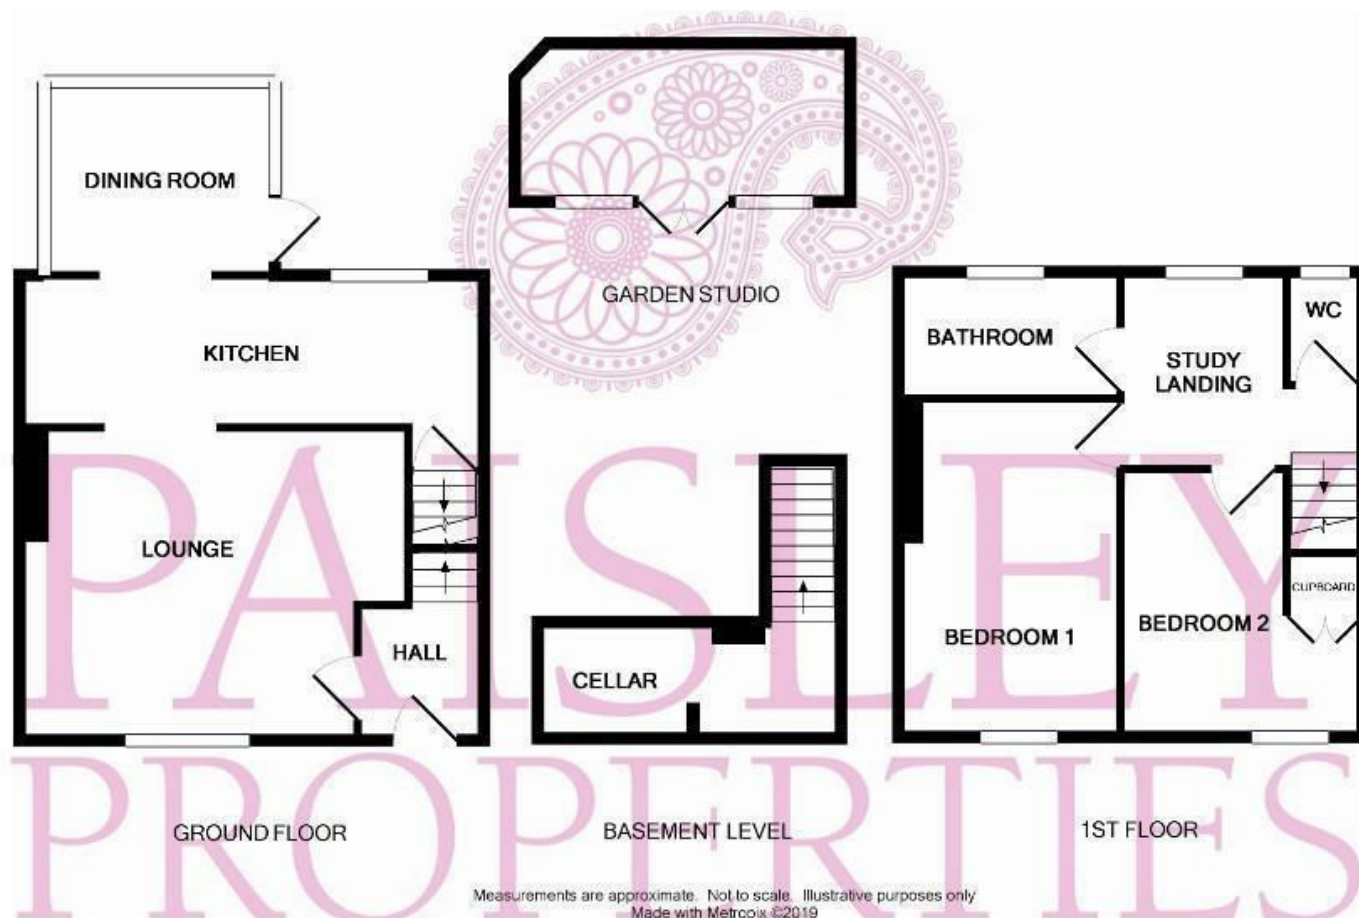 DINING ROOM
KITCHEN
LOUNGE
HALL
GROUND FLOOR
GARDEN STUDIO
CELLAR
BASEMENT LEVEL
BATHROOM
STUDY
LANDING
WC
BEDROOM 1
BEDROOM 2
CUPBOARD
1ST FLOOR
PAISLEY
PROPERTIES
Measurements are approximate. Not to scale. Illustrative purposes only
Made with Metropix ©2019